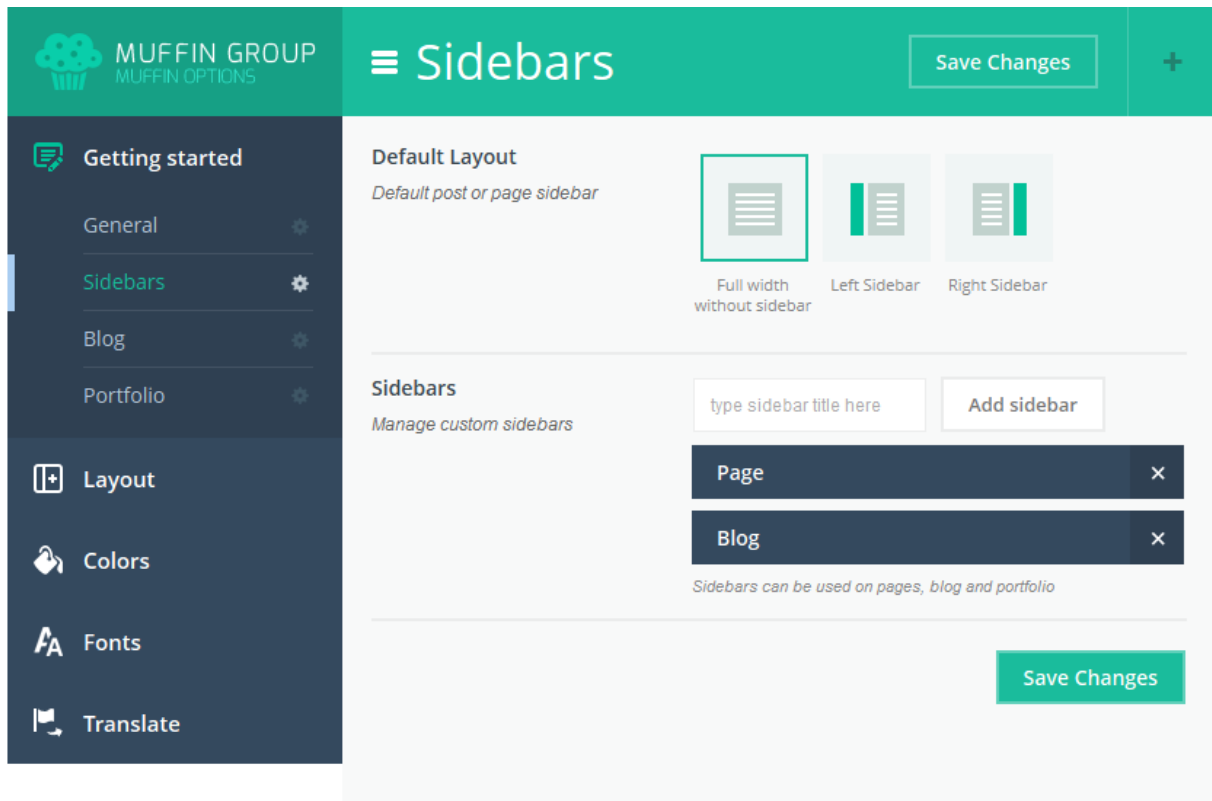 MUFFIN GROUP
MUFFIN OPTIONS
Sidebars
Save Changes
Getting started
General
Sidebars
Blog
Portfolio
Layout
Colors
Fonts
Translate
Default Layout
Default post or page sidebar
Full width
without sidebar
Left Sidebar
Right Sidebar
Sidebars
Manage custom sidebars
type sidebar title here
Add sidebar
Page
Blog
Sidebars can be used on pages, blog and portfolio
Save Changes